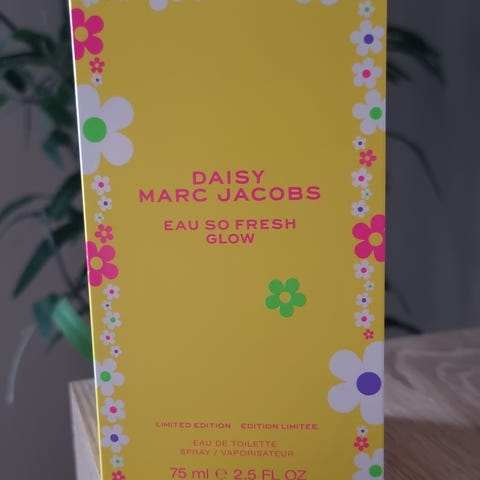 DAISY
MARC JACOBS
EAU SO FRESH
GLOW
LIMITED EDITION EDITION LIMITEE
EAU DE TOILETTE
SPRAY / VAPORISATEUR
75 ml ℮ 2.5 FL OZ